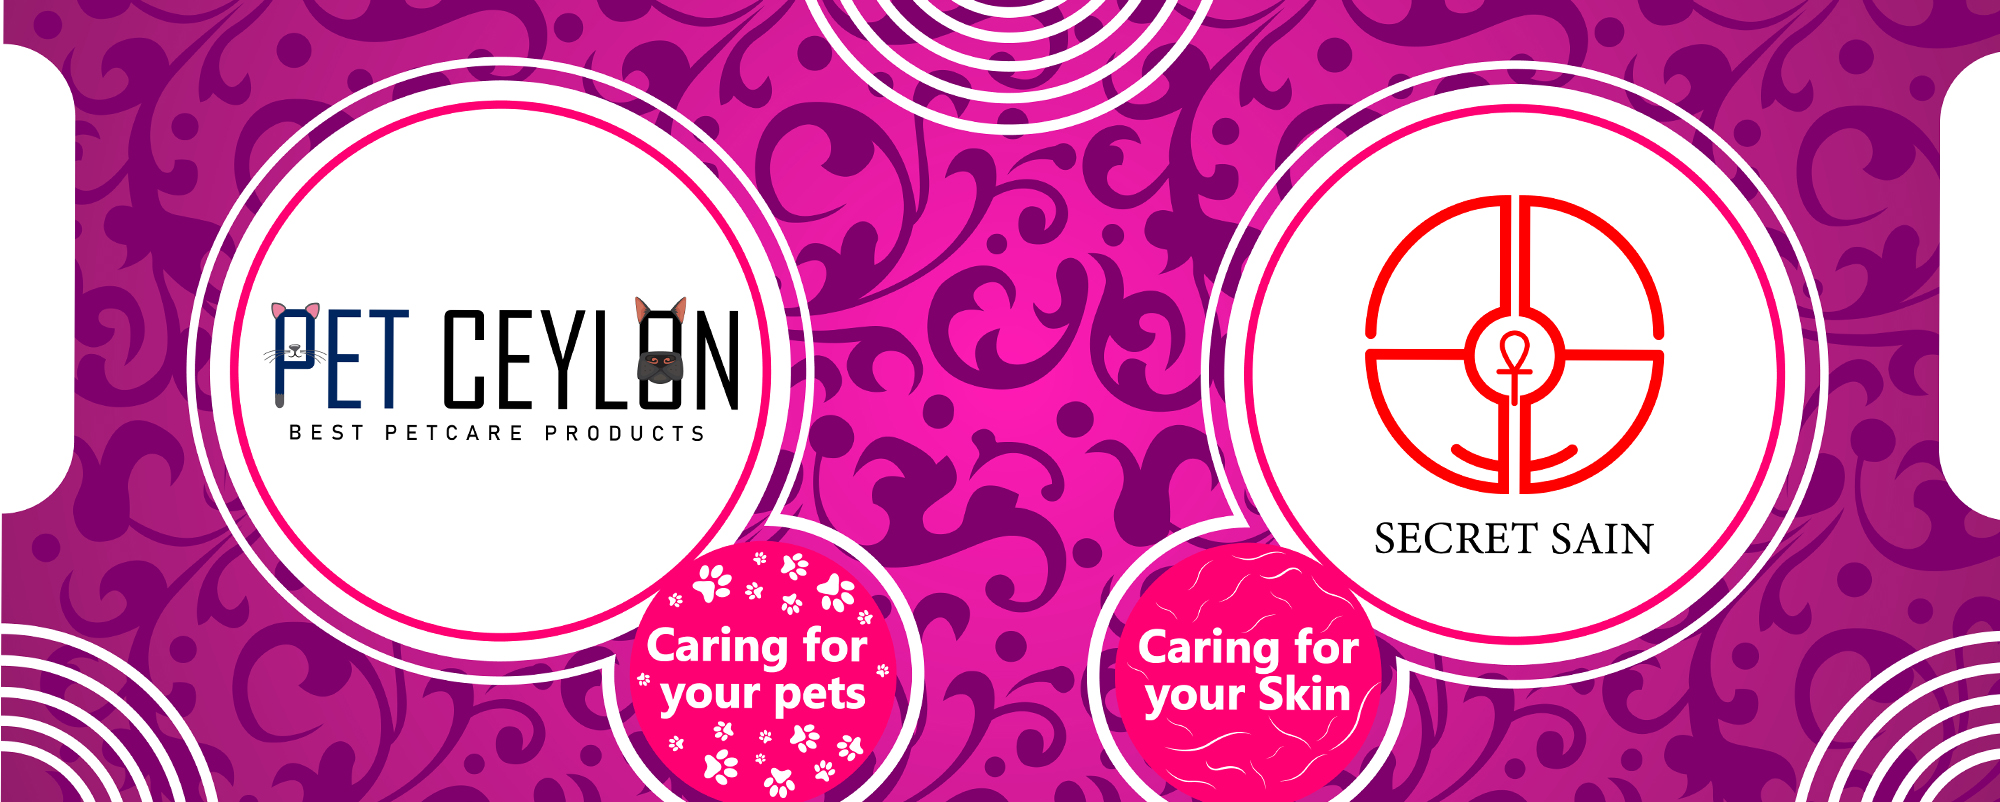 PET CEYLON
BEST PETCARE PRODUCTS
Caring for
your pets
SECRET SAIN
Caring for
your Skin